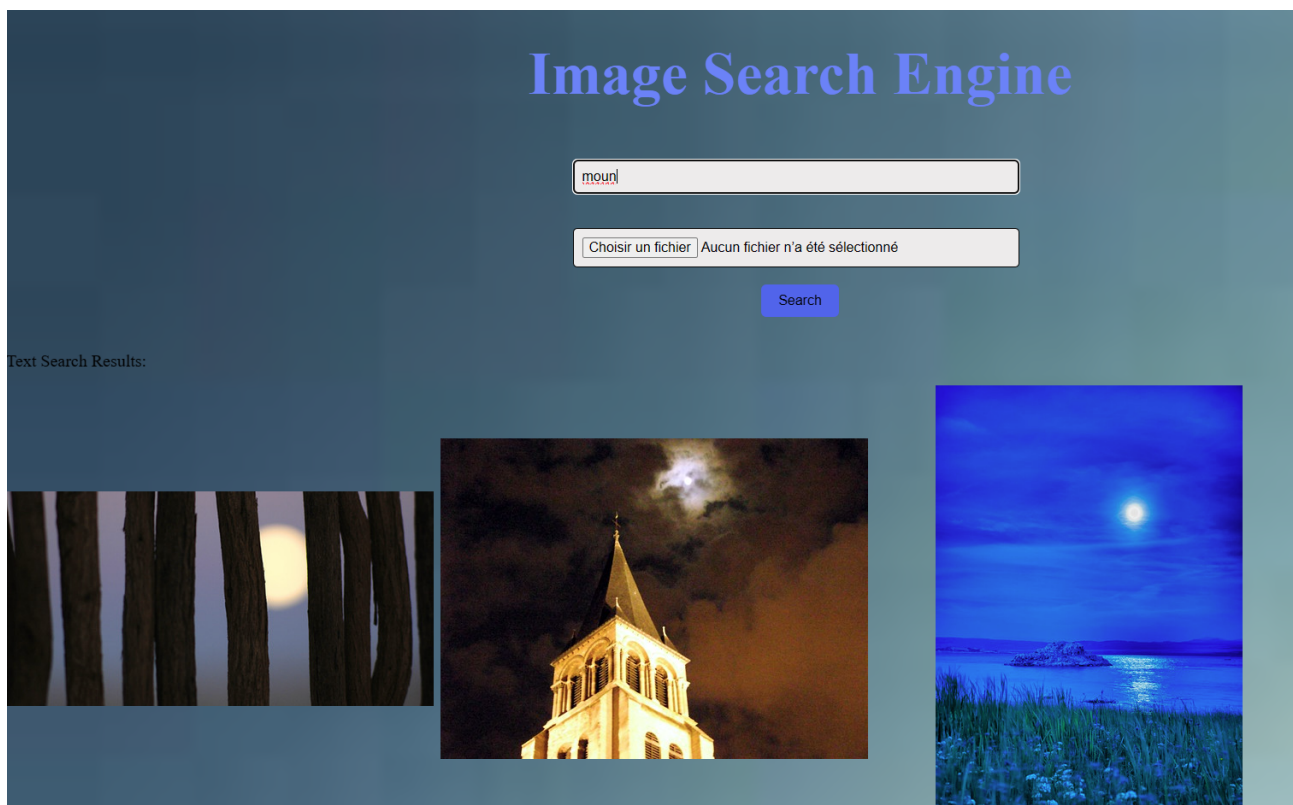 Image Search Engine
moun
Choisir un fichier Aucun fichier n’a été sélectionné
Search
Text Search Results: